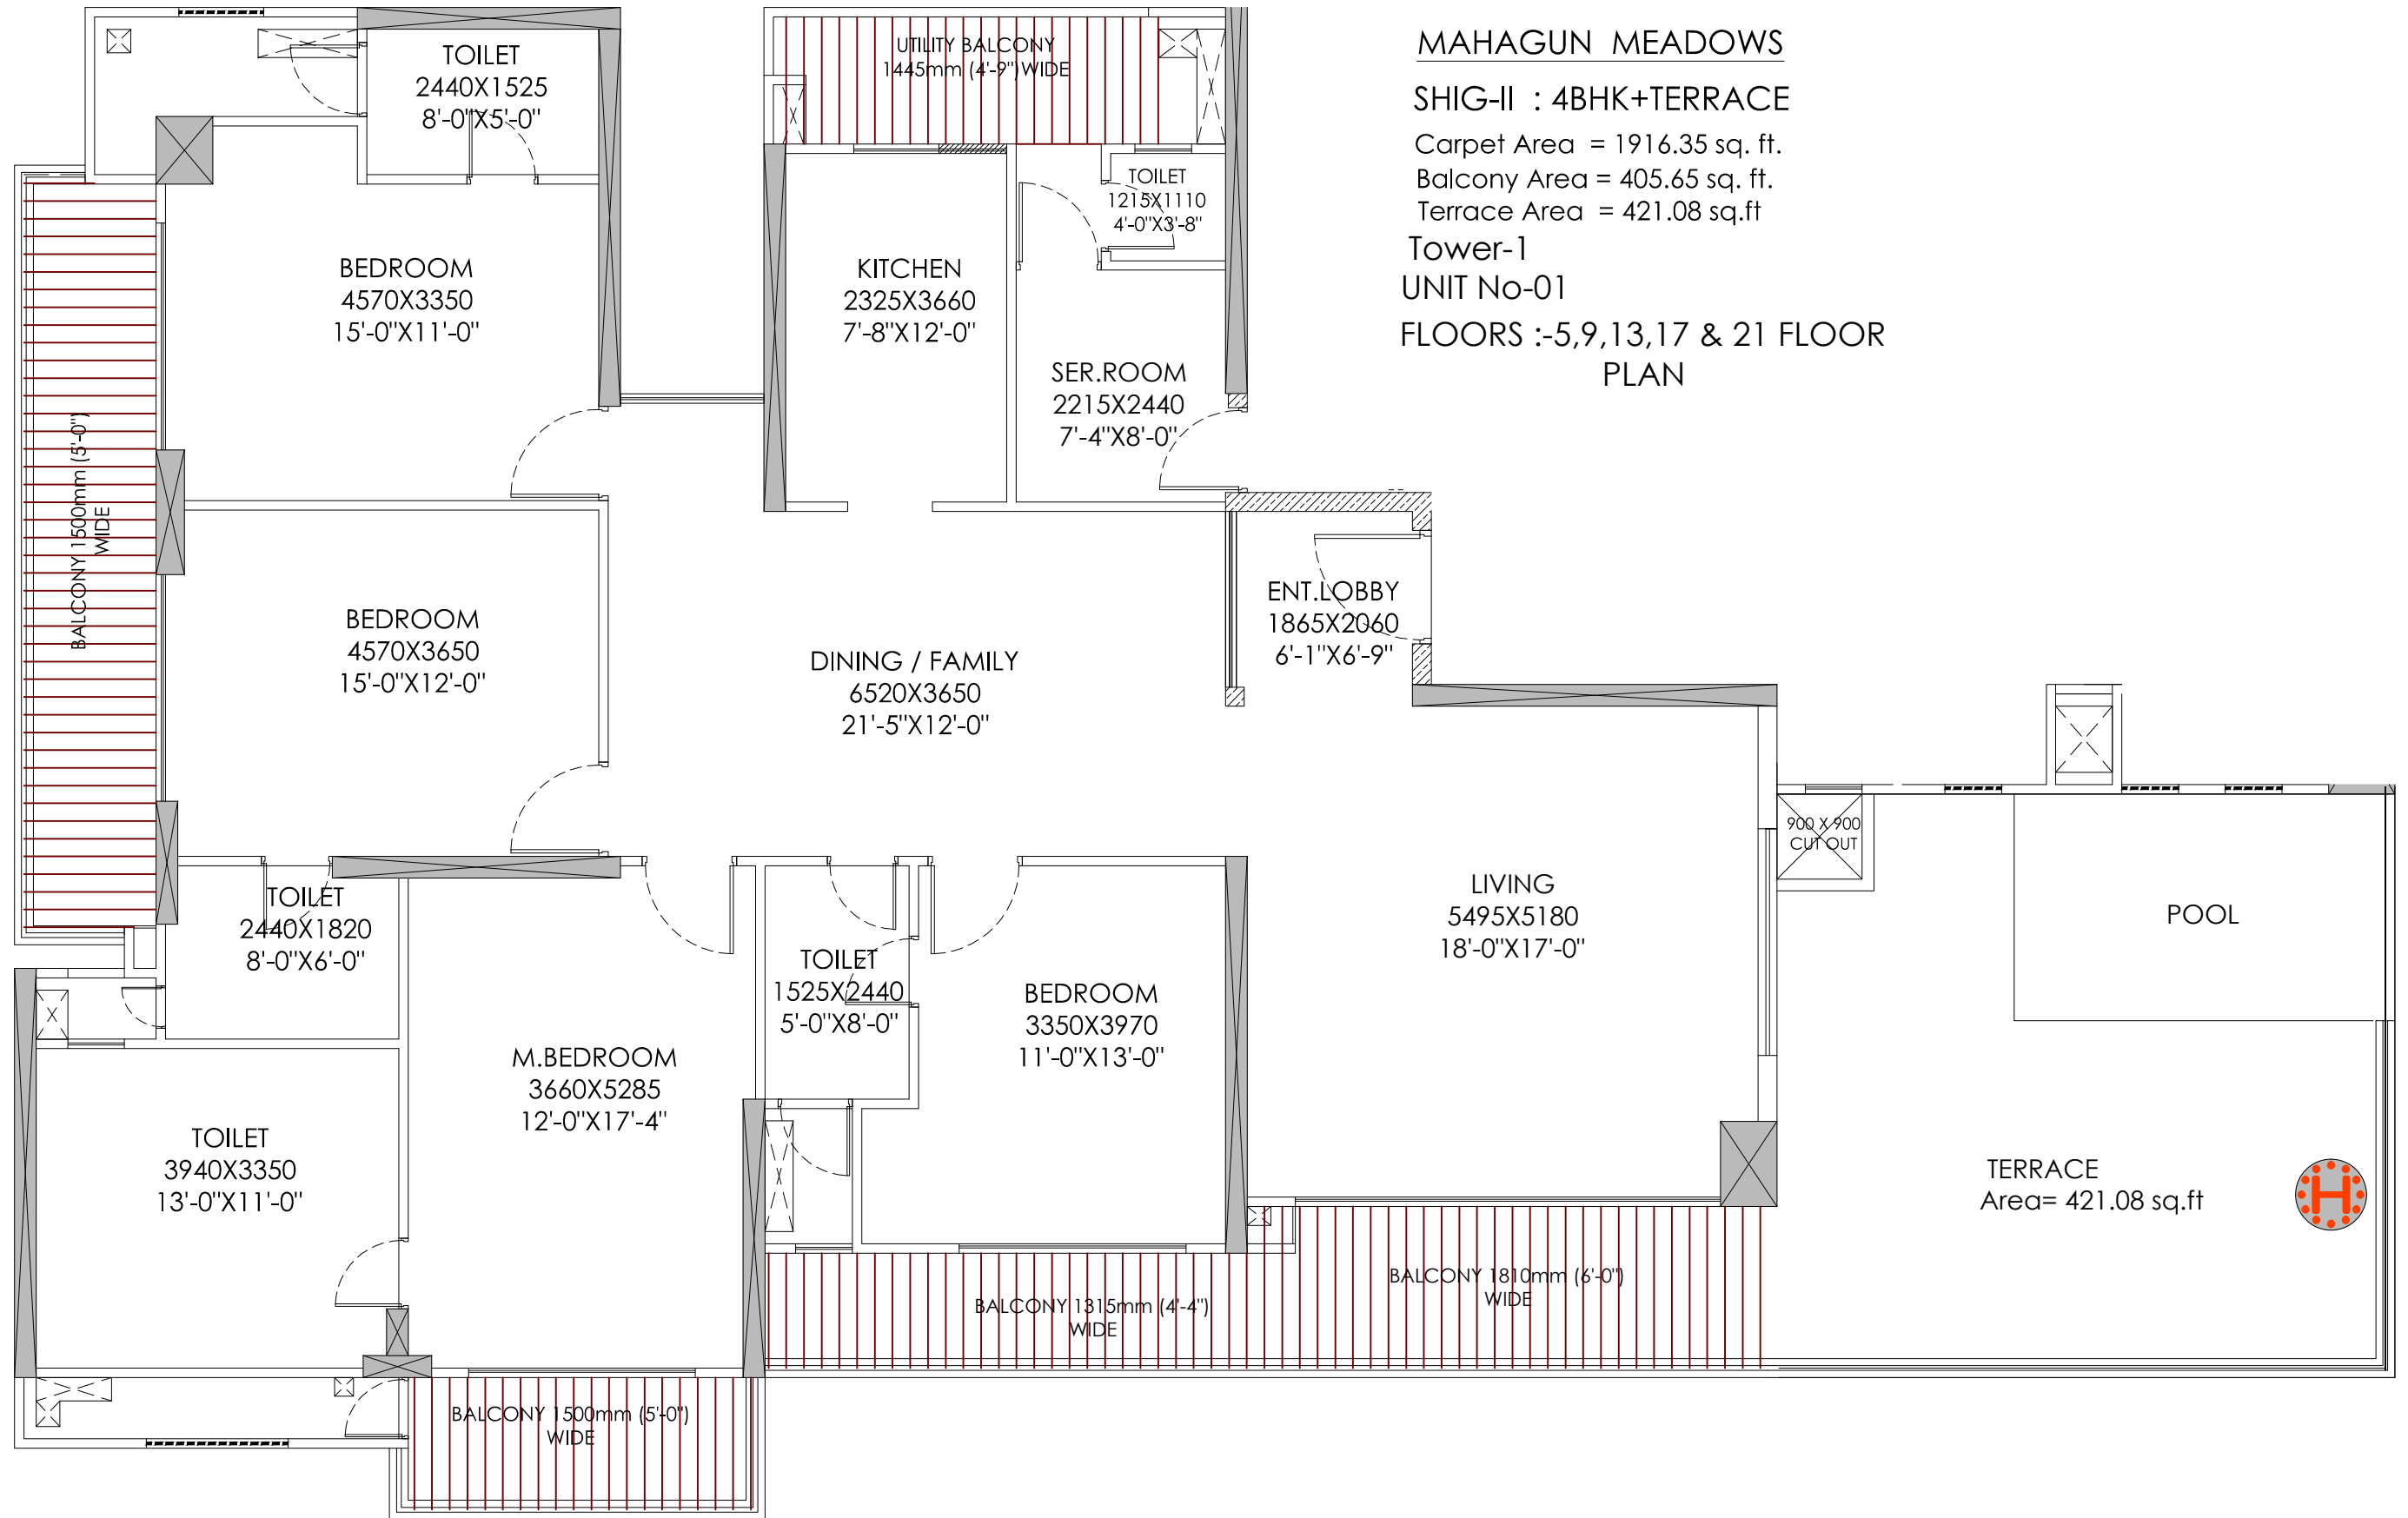 MAHAGUN MEADOWS
SHIG-II : 4BHK+TERRACE
Carpet Area = 1916.35 sq. ft.
Balcony Area = 405.65 sq. ft.
Terrace Area = 421.08 sq.ft
Tower-1
UNIT No-01
FLOORS :-5,9,13,17 & 21 FLOOR
PLAN
TOILET
2440X1525
8'-0"X5'-0"
UTILITY BALCONY
1445mm (4'-9")WIDE
TOILET
1215X1110
4'-0"X3'-8"
BEDROOM
4570X3350
15'-0"X11'-0"
KITCHEN
2325X3660
7'-8"X12'-0"
SER.ROOM
2215X2440
7'-4"X8'-0"
BALCONY 1500mm (5'-0")
WIDE
BEDROOM
4570X3650
15'-0"X12'-0"
DINING / FAMILY
6520X3650
21'-5"X12'-0"
ENT.LOBBY
1865X2060
6'-1"X6'-9"
900 X 900
CUT OUT
TOILET
2440X1820
8'-0"X6'-0"
LIVING
5495X5180
18'-0"X17'-0"
POOL
TOILET
1525X2440
5'-0"X8'-0"
BEDROOM
3350X3970
11'-0"X13'-0"
M.BEDROOM
3660X5285
12'-0"X17'-4"
TOILET
3940X3350
13'-0"X11'-0"
TERRACE
Area= 421.08 sq.ft
H
BALCONY 1315mm (4'-4")
WIDE
BALCONY 1810mm (6'-0")
WIDE
BALCONY 1500mm (5'-0")
WIDE